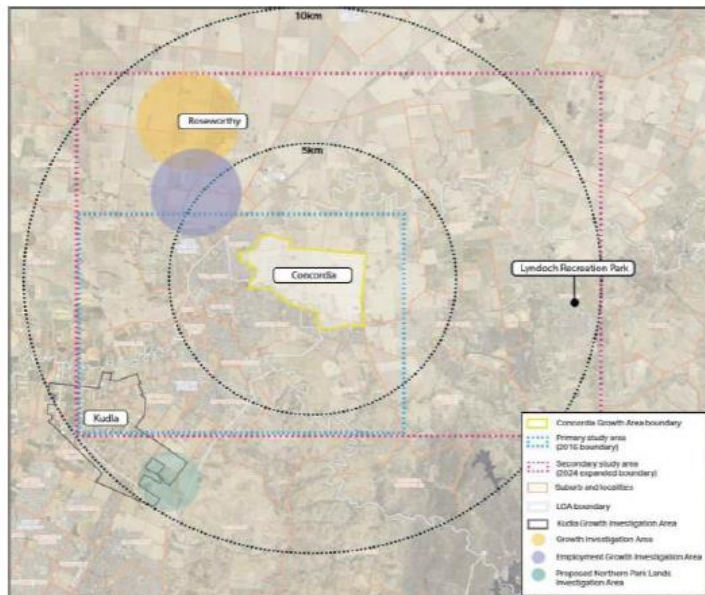 10km
Roseworthy
5km
Concordia
Lyndoch Recreation Park
Kudla
Concordia Growth Area boundary
Primary study area
(2016 boundary)
Secondary study area
(2024 expanded boundary)
Suburb and localities
LGA boundary
Kudla Growth Investigation Area
Growth Investigation Area
Employment Growth Investigation Area
Proposed Northern Park Lands
Investigation Area